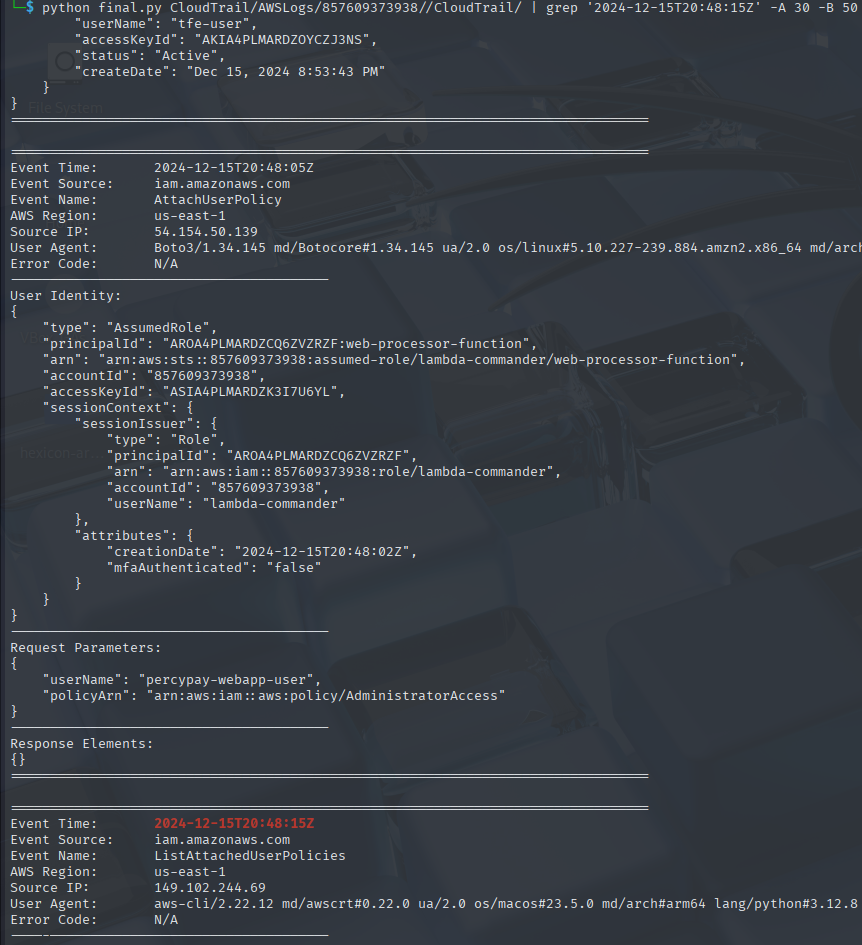 └─$ python final.py CloudTrail/AWSLogs/857609373938//CloudTrail/ | grep '2024-12-15T20:48:15Z' -A 30 -B 50
        "userName": "tfe-user",
        "accessKeyId": "AKIA4PLMARDZOYCZJ3NS",
        "status": "Active",
        "createDate": "Dec 15, 2024 8:53:43 PM"
    }
}
File System
════════════════════════════════════════
════════════════════════════════════════
Event Time:       2024-12-15T20:48:05Z
Event Source:     iam.amazonaws.com
Event Name:       AttachUserPolicy
AWS Region:       us-east-1
Source IP:        54.154.50.139
User Agent:       Boto3/1.34.145 md/Botocore#1.34.145 ua/2.0 os/linux#5.10.227-239.884.amzn2.x86_64 md/arch
Error Code:       N/A
────────────────────────────────────────
User Identity:
{
    "type": "AssumedRole",
    "principalId": "AROA4PLMARDZCQ6ZVZRZF:web-processor-function",
    "arn": "arn:aws:sts::857609373938:assumed-role/lambda-commander/web-processor-function",
    "accountId": "857609373938",
    "accessKeyId": "ASIA4PLMARDZK3I7U6YL",
    "sessionContext": {
        "sessionIssuer": {
            "type": "Role",
            "principalId": "AROA4PLMARDZCQ6ZVZRZF",
            "arn": "arn:aws:iam::857609373938:role/lambda-commander",
            "accountId": "857609373938",
            "userName": "lambda-commander"
        },
        "attributes": {
            "creationDate": "2024-12-15T20:48:02Z",
            "mfaAuthenticated": "false"
        }
    }
}
────────────────────────────────────────
Request Parameters:
{
    "userName": "percypay-webapp-user",
    "policyArn": "arn:aws:iam::aws:policy/AdministratorAccess"
}
────────────────────────────────────────
Response Elements:
{}
════════════════════════════════════════
════════════════════════════════════════
Event Time:       2024-12-15T20:48:15Z
Event Source:     iam.amazonaws.com
Event Name:       ListAttachedUserPolicies
AWS Region:       us-east-1
Source IP:        149.102.244.69
User Agent:       aws-cli/2.22.12 md/awscrt#0.22.0 ua/2.0 os/macos#23.5.0 md/arch#arm64 lang/python#3.12.8
Error Code:       N/A
────────────────────────────────────────